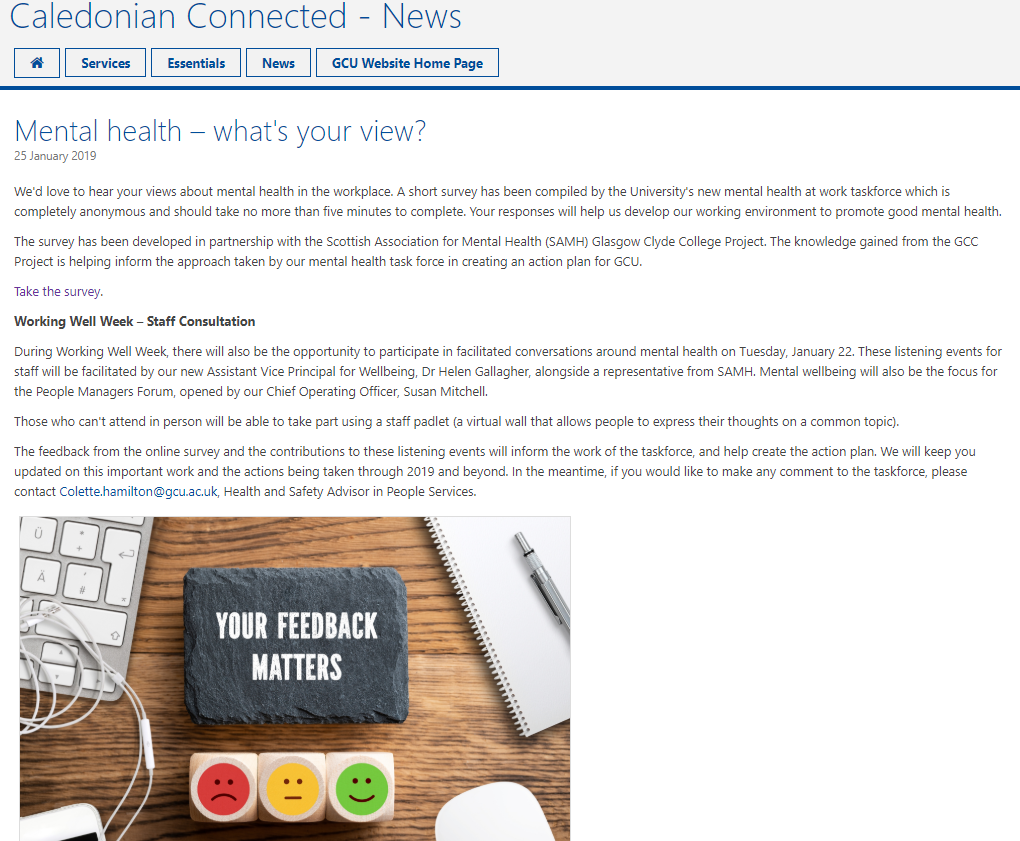 Caledonian Connected - News
Services Essentials News GCU Website Home Page
Mental health – what's your view?
25 January 2019
We'd love to hear your views about mental health in the workplace. A short survey has been compiled by the University's new mental health at work taskforce which is
completely anonymous and should take no more than five minutes to complete. Your responses will help us develop our working environment to promote good mental health.
The survey has been developed in partnership with the Scottish Association for Mental Health (SAMH) Glasgow Clyde College Project. The knowledge gained from the GCC
Project is helping inform the approach taken by our mental health task force in creating an action plan for GCU.
Take the survey.
Working Well Week – Staff Consultation
During Working Well Week, there will also be the opportunity to participate in facilitated conversations around mental health on Tuesday, January 22. These listening events for
staff will be facilitated by our new Assistant Vice Principal for Wellbeing, Dr Helen Gallagher, alongside a representative from SAMH. Mental wellbeing will also be the focus for
the People Managers Forum, opened by our Chief Operating Officer, Susan Mitchell.
Those who can't attend in person will be able to take part using a staff padlet (a virtual wall that allows people to express their thoughts on a common topic).
The feedback from the online survey and the contributions to these listening events will inform the work of the taskforce, and help create the action plan. We will keep you
updated on this important work and the actions being taken through 2019 and beyond. In the meantime, if you would like to make any comment to the taskforce, please
contact Colette.hamilton@gcu.ac.uk, Health and Safety Advisor in People Services.
Ü * +
Ä ' #
YOUR FEEDBACK
MATTERS